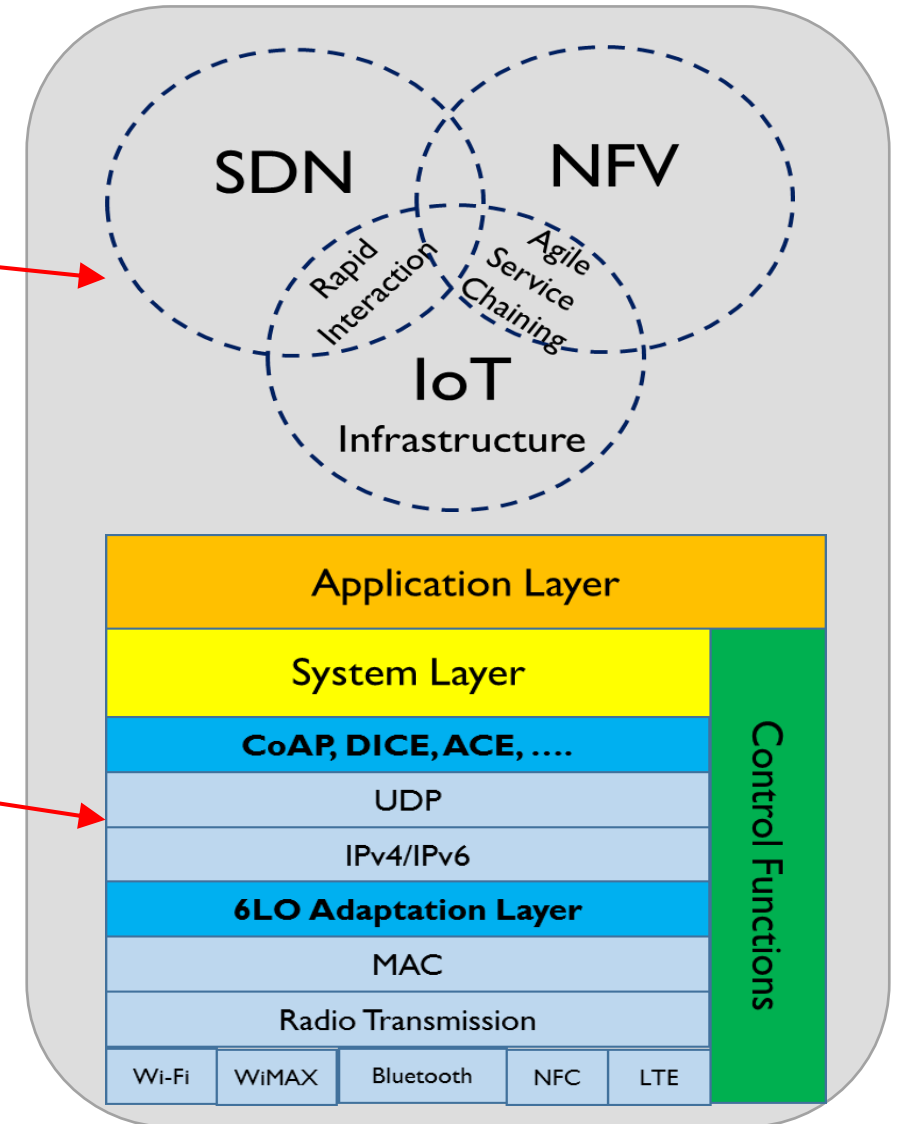 SDN
NFV
Rapid
Interaction
Agile
Service
Chaining
IoT
Infrastructure
Application Layer
System Layer
CoAP, DICE, ACE, ....
UDP
IPv4/IPv6
6LO Adaptation Layer
MAC
Radio Transmission
Wi-Fi
WiMAX
Bluetooth
NFC
LTE
Control Functions